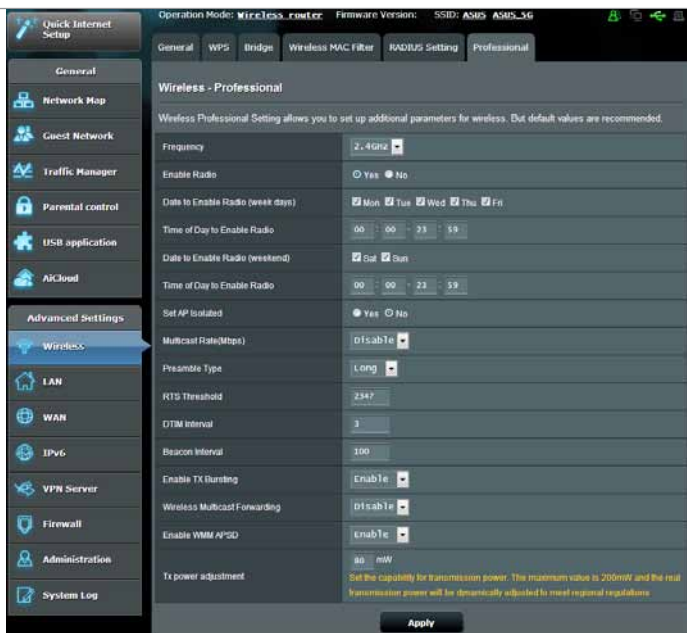 Quick Internet Setup
Operation Mode: Wireless router Firmware Version: SSID: ASUS ASUS_5G
General WPS Bridge Wireless MAC Filter RADIUS Setting Professional
General
Network Map
Guest Network
Traffic Manager
Parental control
USB application
AiCloud
Advanced Settings
Wireless
LAN
WAN
IPv6
VPN Server
Firewall
Administration
System Log
Wireless - Professional
Wireless Professional Setting allows you to set up additional parameters for wireless. But default values are recommended.
Frequency 2.4GHz
Enable Radio Yes No
Date to Enable Radio (week days) Mon Tue Wed Thu Fri
Time of Day to Enable Radio 00 : 00 - 23 : 59
Date to Enable Radio (weekend) Sat Sun
Time of Day to Enable Radio 00 : 00 - 23 : 59
Set AP Isolated Yes No
Multicast Rate(Mbps) Disable
Preamble Type Long
RTS Threshold 2347
DTIM Interval 3
Beacon Interval 100
Enable TX Bursting Enable
Wireless Multicast Forwarding Disable
Enable WMM APSD Enable
Tx power adjustment 80 mW
Set the capability for transmission power. The maximum value is 200mW and the real
transmission power will be dynamically adjusted to meet regional regulations
Apply